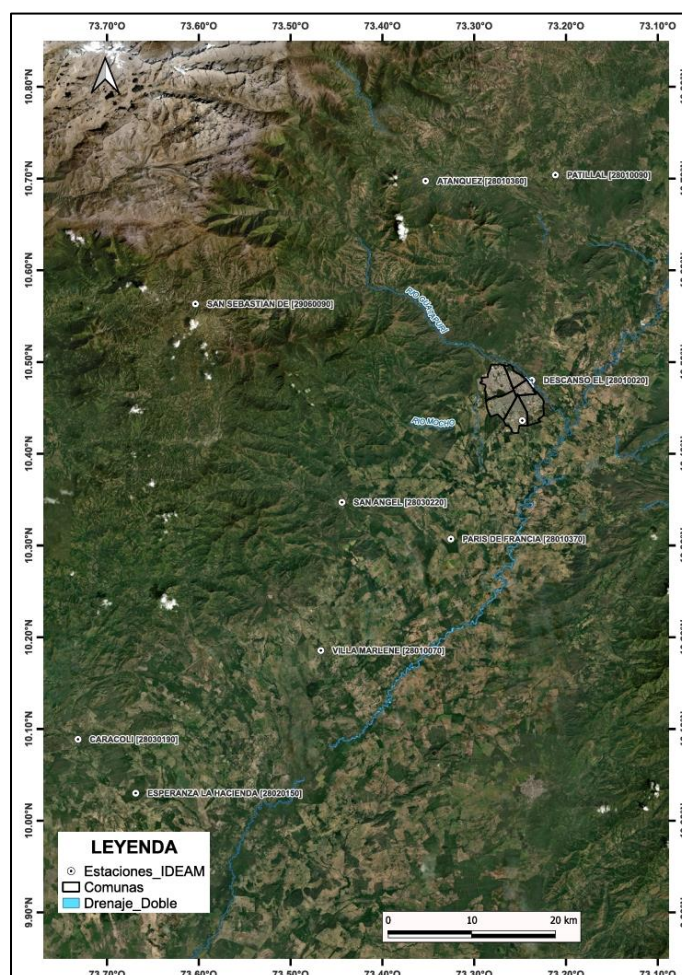 73.70°O 73.60°O 73.50°O 73.40°O 73.30°O 73.20°O 73.10°O
10.80°N
10.70°N
ATANQUEZ [28010360]
PATILLAL [28010090]
10.60°N
SAN SEBASTIAN DE [29060090]
RIO GUATAPURÍ
10.50°N
DESCANSO EL [28010020]
RIO MOCHO
10.40°N
SAN ANGEL [28030220]
10.30°N
PARIS DE FRANCIA [28010370]
10.20°N
VILLA MARLENE [28010070]
10.10°N
CARACOLI [28030190]
ESPERANZA LA HACIENDA [28020150]
10.00°N
9.90°N
LEYENDA
Estaciones_IDEAM
Comunas
Drenaje_Doble
0 10 20 km
73.70°O 73.60°O 73.50°O 73.40°O 73.30°O 73.20°O 73.10°O